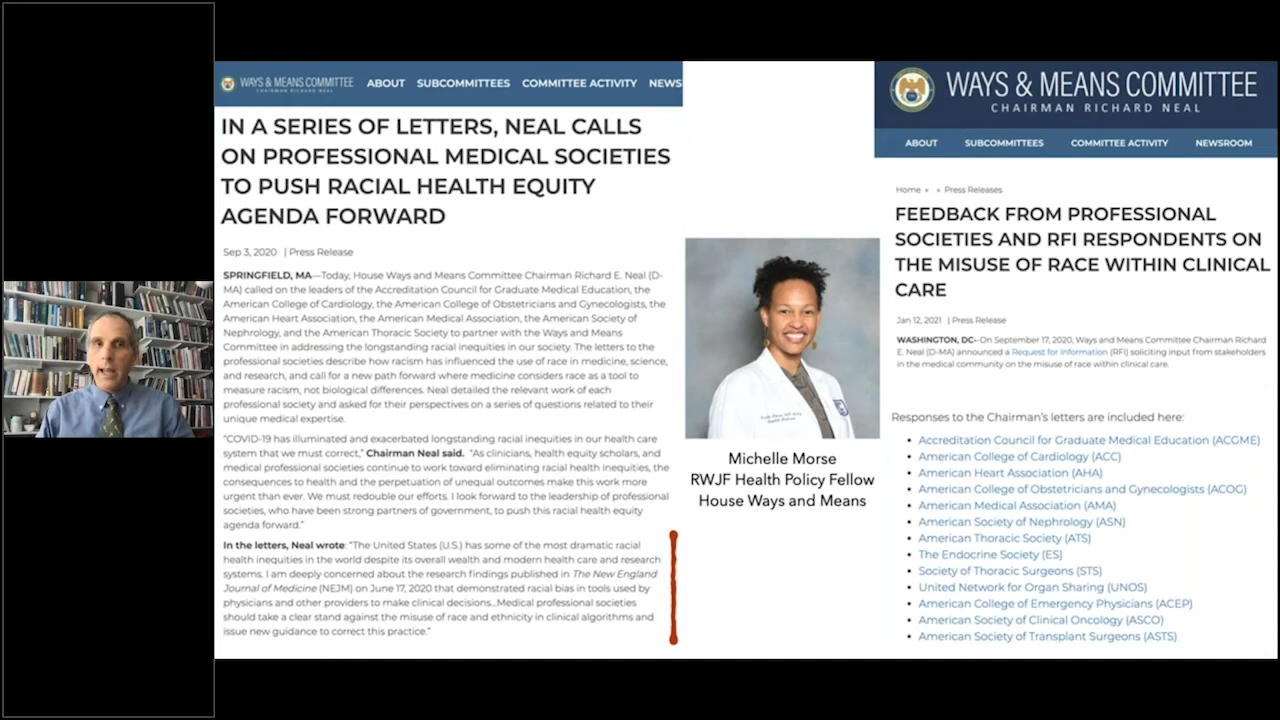 WAYS & MEANS COMMITTEE
CHAIRMAN RICHARD NEAL
ABOUT SUBCOMMITTEES COMMITTEE ACTIVITY NEWS
IN A SERIES OF LETTERS, NEAL CALLS
ON PROFESSIONAL MEDICAL SOCIETIES
TO PUSH RACIAL HEALTH EQUITY
AGENDA FORWARD
Sep 3, 2020 | Press Release
SPRINGFIELD, MA—Today, House Ways and Means Committee Chairman Richard E. Neal (D-
MA) called on the leaders of the Accreditation Council for Graduate Medical Education, the
American College of Cardiology, the American College of Obstetricians and Gynecologists, the
American Heart Association, the American Medical Association, the American Society of
Nephrology, and the American Thoracic Society to partner with the Ways and Means
Committee in addressing the longstanding racial inequities in our society. The letters to the
professional societies describe how racism has influenced the use of race in medicine, science,
and research, and call for a new path forward where medicine considers race as a tool to
measure racism, not biological differences. Neal detailed the relevant work of each
professional society and asked for their perspectives on a series of questions related to their
unique medical expertise.
“COVID-19 has illuminated and exacerbated longstanding racial inequities in our health care
system that we must correct,” Chairman Neal said. “As clinicians, health equity scholars, and
medical professional societies continue to work toward eliminating racial health inequities, the
consequences to health and the perpetuation of unequal outcomes make this work more
urgent than ever. We must redouble our efforts. I look forward to the leadership of professional
societies, who have been strong partners of government, to push this racial health equity
agenda forward.”
In the letters, Neal wrote: “The United States (U.S.) has some of the most dramatic racial
health inequities in the world despite its overall wealth and modern health care and research
systems. I am deeply concerned about the research findings published in The New England
Journal of Medicine (NEJM) on June 17, 2020 that demonstrated racial bias in tools used by
physicians and other providers to make clinical decisions...Medical professional societies
should take a clear stand against the misuse of race and ethnicity in clinical algorithms and
issue new guidance to correct this practice.”
Michelle Morse
RWJF Health Policy Fellow
House Ways and Means
WAYS & MEANS COMMITTEE
CHAIRMAN RICHARD NEAL
ABOUT SUBCOMMITTEES COMMITTEE ACTIVITY NEWSROOM
Home » » Press Releases
FEEDBACK FROM PROFESSIONAL
SOCIETIES AND RFI RESPONDENTS ON
THE MISUSE OF RACE WITHIN CLINICAL
CARE
Jan 12, 2021 | Press Release
WASHINGTON, DC--On September 17, 2020, Ways and Means Committee Chairman Richard
E. Neal (D-MA) announced a Request for Information (RFI) soliciting input from stakeholders
in the medical community on the misuse of race within clinical care.
Responses to the Chairman's letters are included here:
• Accreditation Council for Graduate Medical Education (ACGME)
• American College of Cardiology (ACC)
• American Heart Association (AHA)
• American College of Obstetricians and Gynecologists (ACOG)
• American Medical Association (AMA)
• American Society of Nephrology (ASN)
• American Thoracic Society (ATS)
• The Endocrine Society (ES)
• Society of Thoracic Surgeons (STS)
• United Network for Organ Sharing (UNOS)
• American College of Emergency Physicians (ACEP)
• American Society of Clinical Oncology (ASCO)
• American Society of Transplant Surgeons (ASTS)